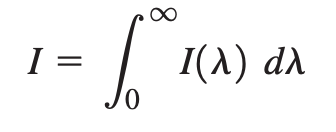 I = ∫₀^∞ I(λ) dλ